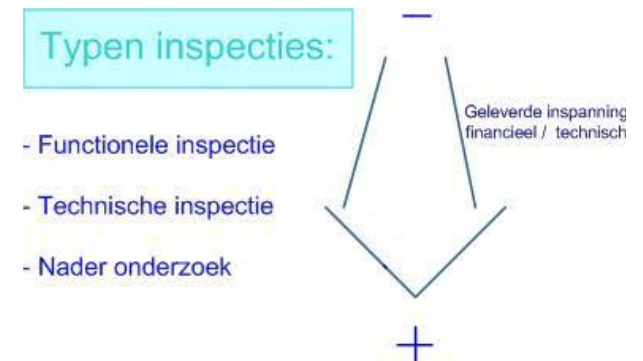 Typen inspecties:
−
Geleverde inspanning
financieel / technisch
- Functionele inspectie
- Technische inspectie
- Nader onderzoek
+